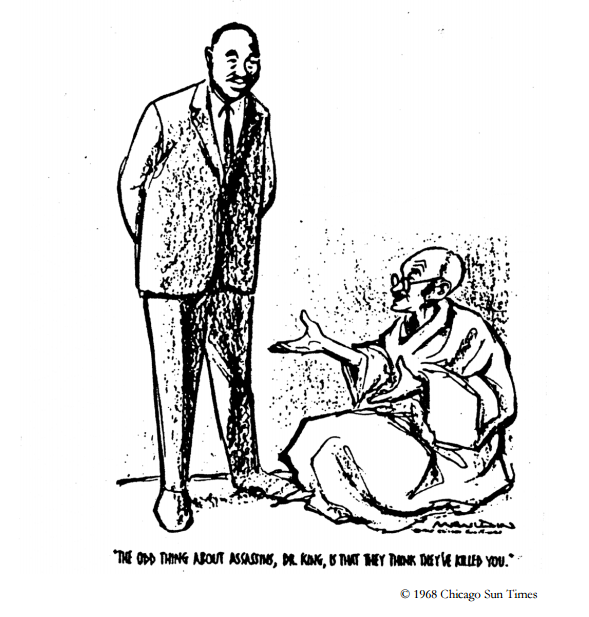 MAULDIN
"THE ODD THING ABOUT ASSASSINS, DR. KING, IS THAT THEY THINK THEY'VE KILLED YOU."
© 1968 Chicago Sun Times